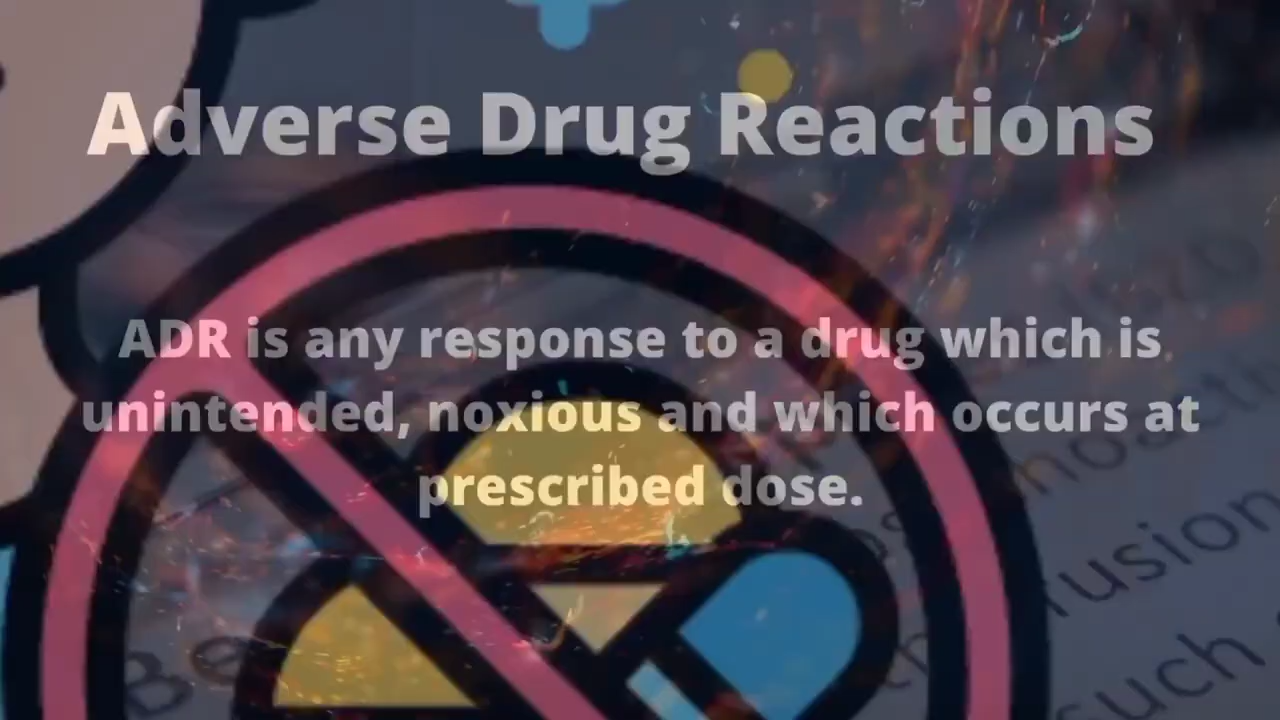 Adverse Drug Reactions
ADR is any response to a drug which is
unintended, noxious and which occurs at
prescribed dose.
such